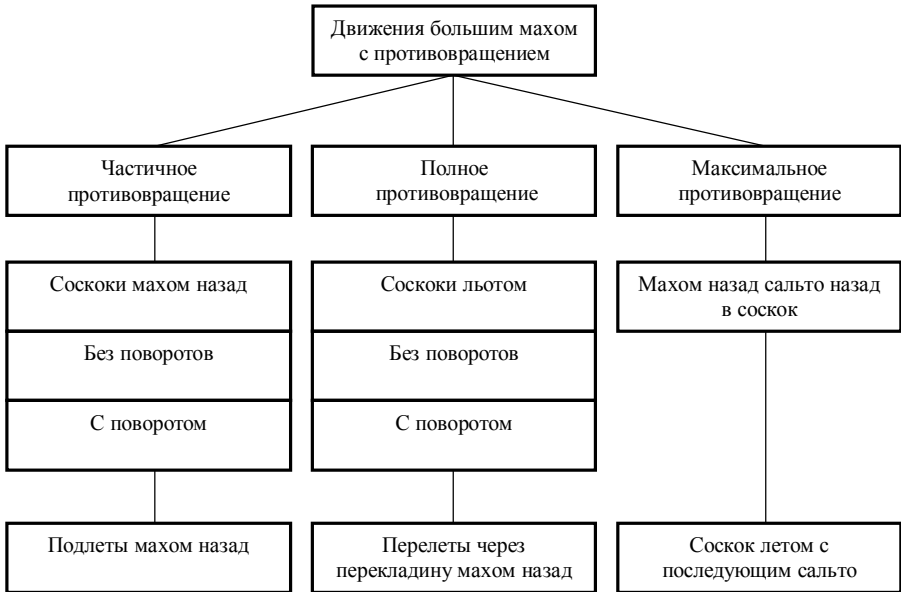 Движения большим махом
с противовращением
Частичное
противовращение
Полное
противовращение
Максимальное
противовращение
Соскоки махом назад
Без поворотов
С поворотом
Соскоки льотом
Без поворотов
С поворотом
Махом назад сальто назад
в соскок
Подлеты махом назад
Перелеты через
перекладину махом назад
Соскок летом с
последующим сальто